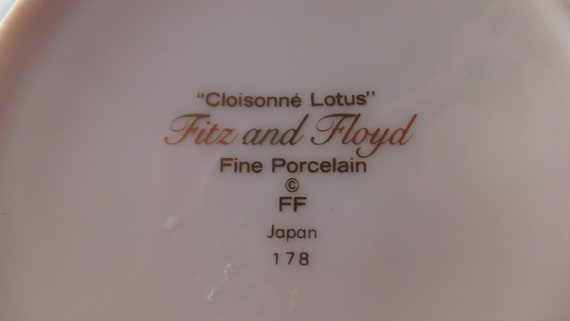 "Cloisonné Lotus"
Fitz and Floyd
Fine Porcelain
©
FF
Japan
178